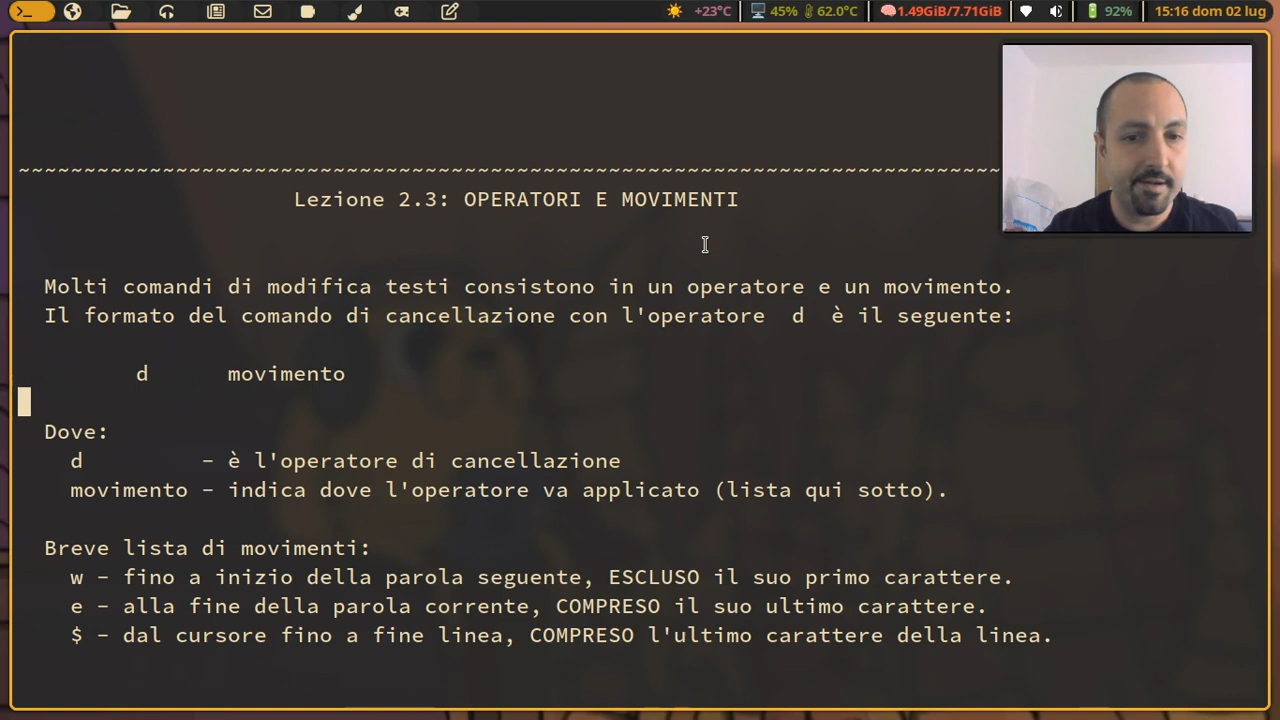 +23°C 45% 62.0°C 1.49GiB/7.71GiB 92% 15:16 dom 02 lug
~~~~~~~~~~~~~~~~~~~~~~~~~~~~~~~~~~~~~~~~~~~~~~~~~~~~~~~~~~~~~~~~~~~~~~~~~~~
Lezione 2.3: OPERATORI E MOVIMENTI
Molti comandi di modifica testi consistono in un operatore e un movimento.
Il formato del comando di cancellazione con l'operatore d è il seguente:
d movimento
Dove:
d - è l'operatore di cancellazione
movimento - indica dove l'operatore va applicato (lista qui sotto).
Breve lista di movimenti:
w - fino a inizio della parola seguente, ESCLUSO il suo primo carattere.
e - alla fine della parola corrente, COMPRESO il suo ultimo carattere.
$ - dal cursore fino a fine linea, COMPRESO l'ultimo carattere della linea.